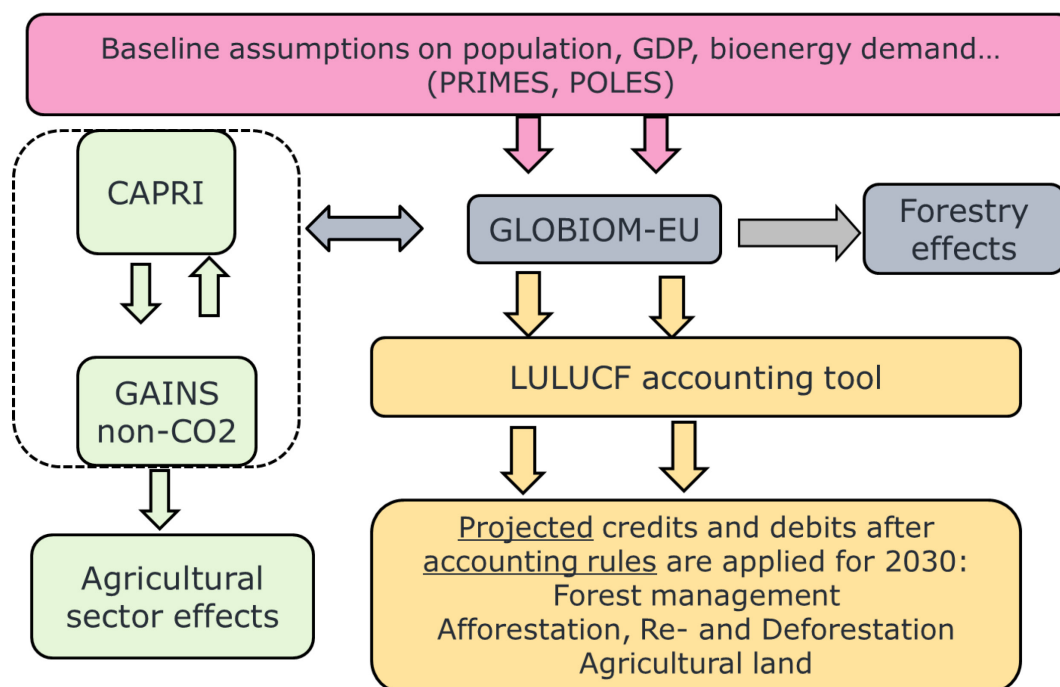 Baseline assumptions on population, GDP, bioenergy demand…
(PRIMES, POLES)
CAPRI
GLOBIOM-EU
Forestry
effects
GAINS
non-CO2
LULUCF accounting tool
Agricultural
sector effects
Projected credits and debits after
accounting rules are applied for 2030:
Forest management
Afforestation, Re- and Deforestation
Agricultural land